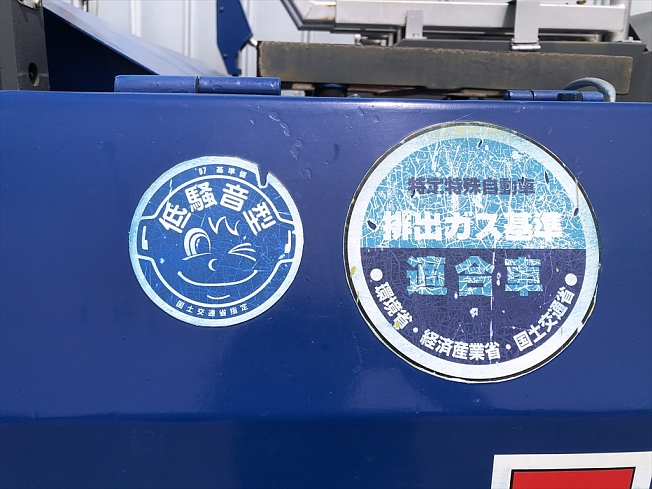 '97 基準値
低騒音型
国土交通省指定
特定特殊自動車
排出ガス基準
適合車
●環境省・経済産業省・国土交通省●